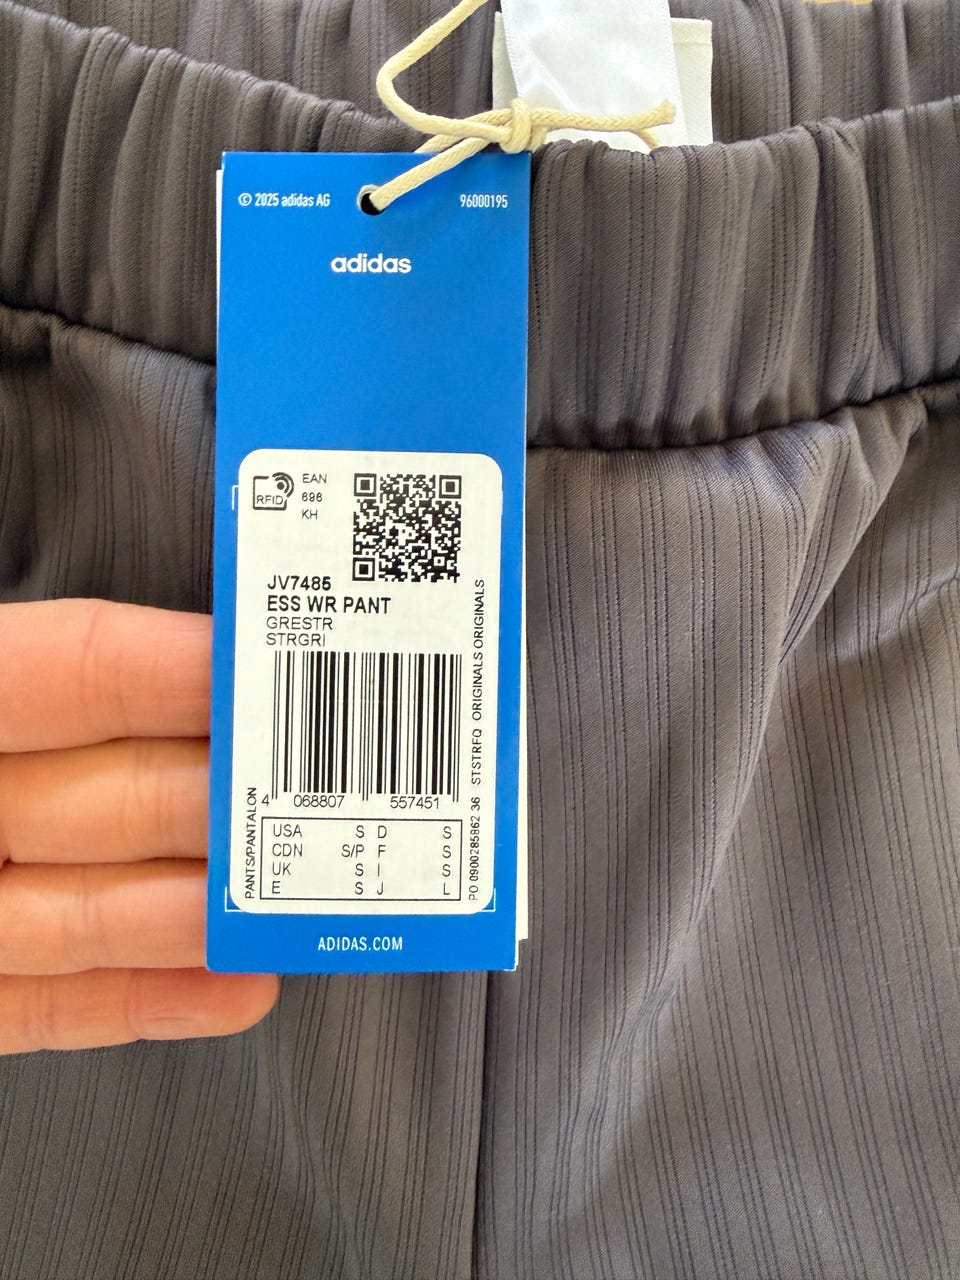 © 2025 adidas AG
96000195
adidas
RFID
EAN
698
KH
JV7485
ESS WR PANT
GRESTR
STRGRI
4 068807 557451
PANTS/PANTALON
PO 0900285862 36 STSTRFQ ORIGINALS ORIGINALS
USA S D S
CDN S/P F S
UK S I S
E S J L
ADIDAS.COM